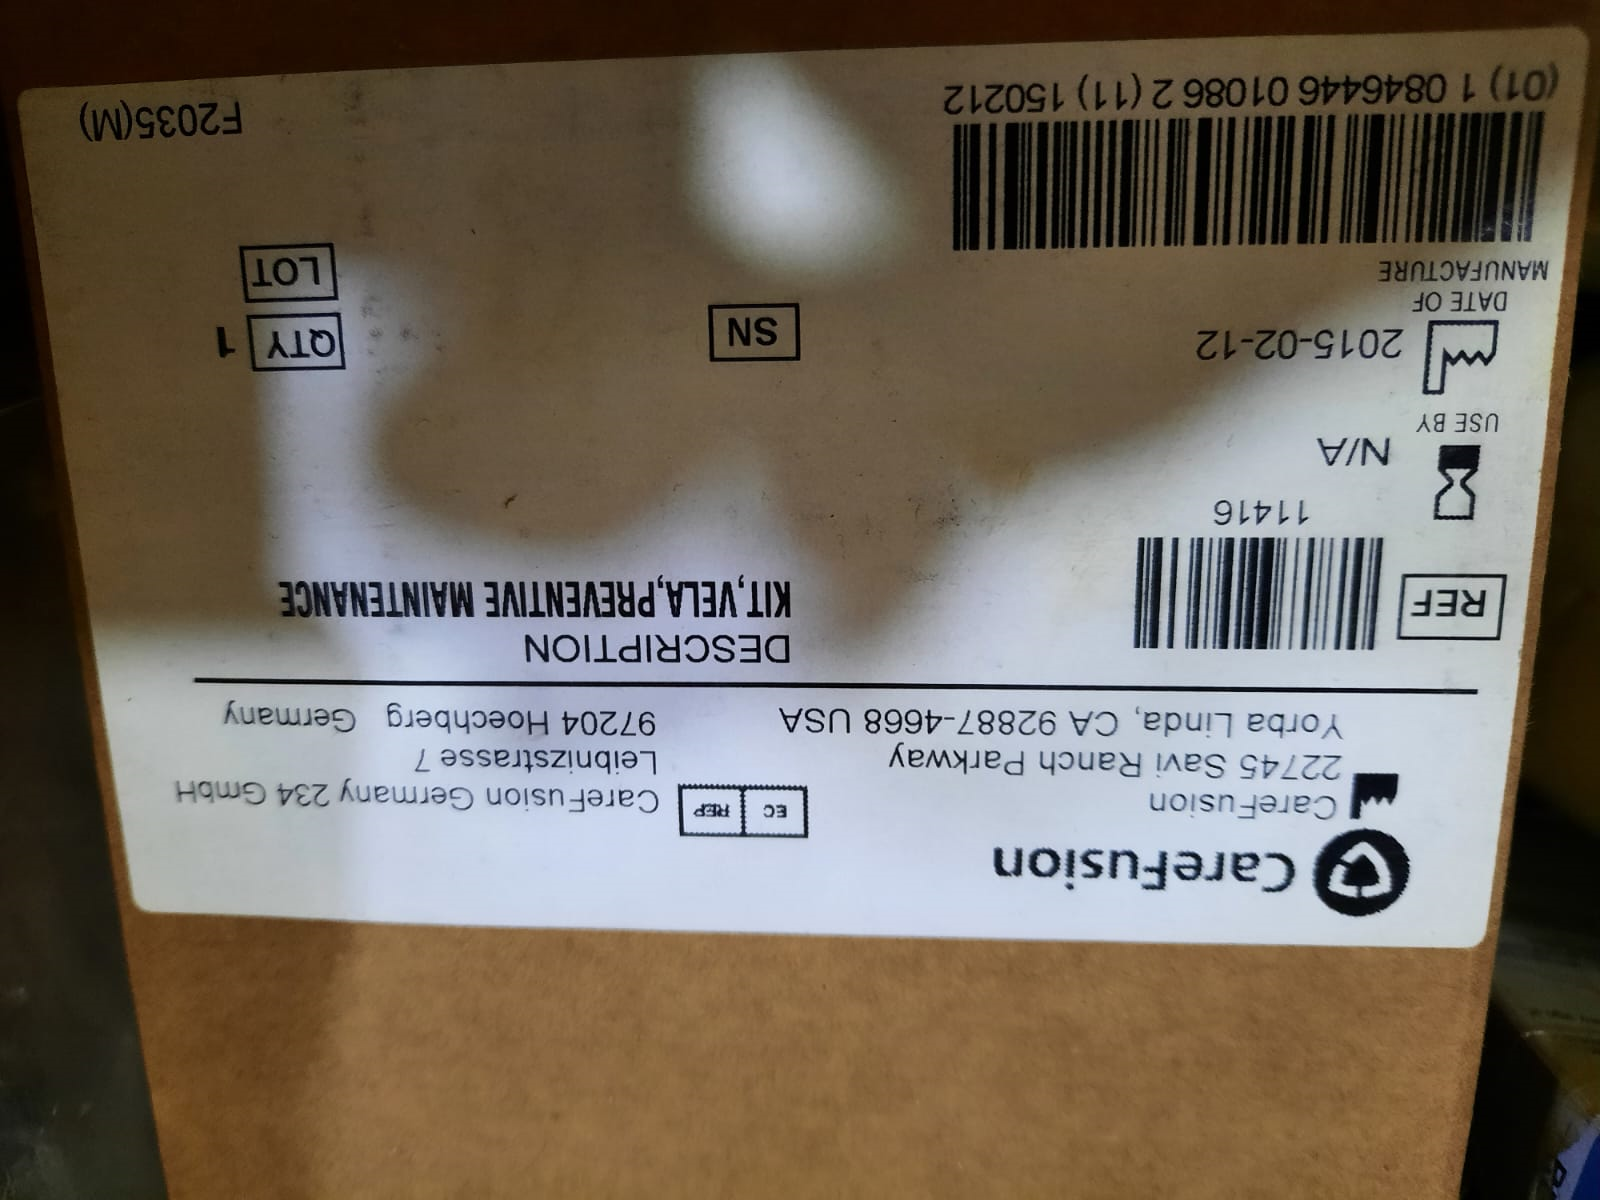 CareFusion
CareFusion
22745 Savi Ranch Parkway
Yorba Linda, CA 92887-4668 USA
EC REP
CareFusion Germany 234 GmbH
Leibnizstrasse 7
97204 Hoechberg Germany
REF
11416
DESCRIPTION
KIT,VELA,PREVENTIVE MAINTENANCE
N/A
USE BY
2015-02-12
DATE OF
MANUFACTURE
SN
QTY 1
LOT
(01) 1 0846446 01086 2 (11) 150212
F2035(M)